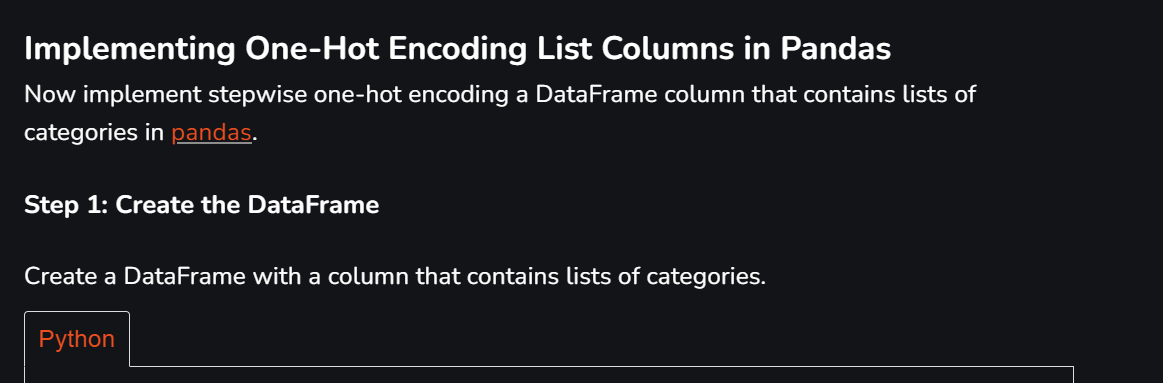 Implementing One-Hot Encoding List Columns in Pandas
Now implement stepwise one-hot encoding a DataFrame column that contains lists of
categories in pandas.
Step 1: Create the DataFrame
Create a DataFrame with a column that contains lists of categories.
Python